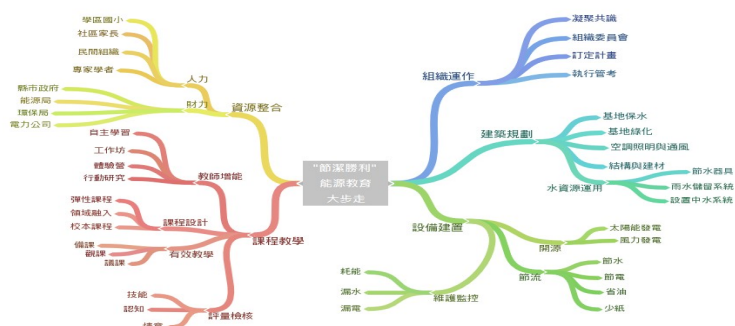 "節潔勝利"
能源教育
大步走
組織運作
凝聚共識
組織委員會
訂定計畫
執行管考
建築規劃
基地保水
基地綠化
空調照明與通風
結構與建材
水資源運用
節水器具
雨水儲留系統
設置中水系統
設備建置
開源
太陽能發電
風力發電
節流
節水
節電
省油
少紙
維護監控
耗能
漏水
漏電
資源整合
人力
學區國小
社區家長
民間組織
專家學者
財力
縣市政府
能源局
環保局
電力公司
課程教學
教師增能
自主學習
工作坊
體驗營
行動研究
課程設計
彈性課程
領域融入
校本課程
有效教學
備課
觀課
議課
評量檢核
技能
認知
情意